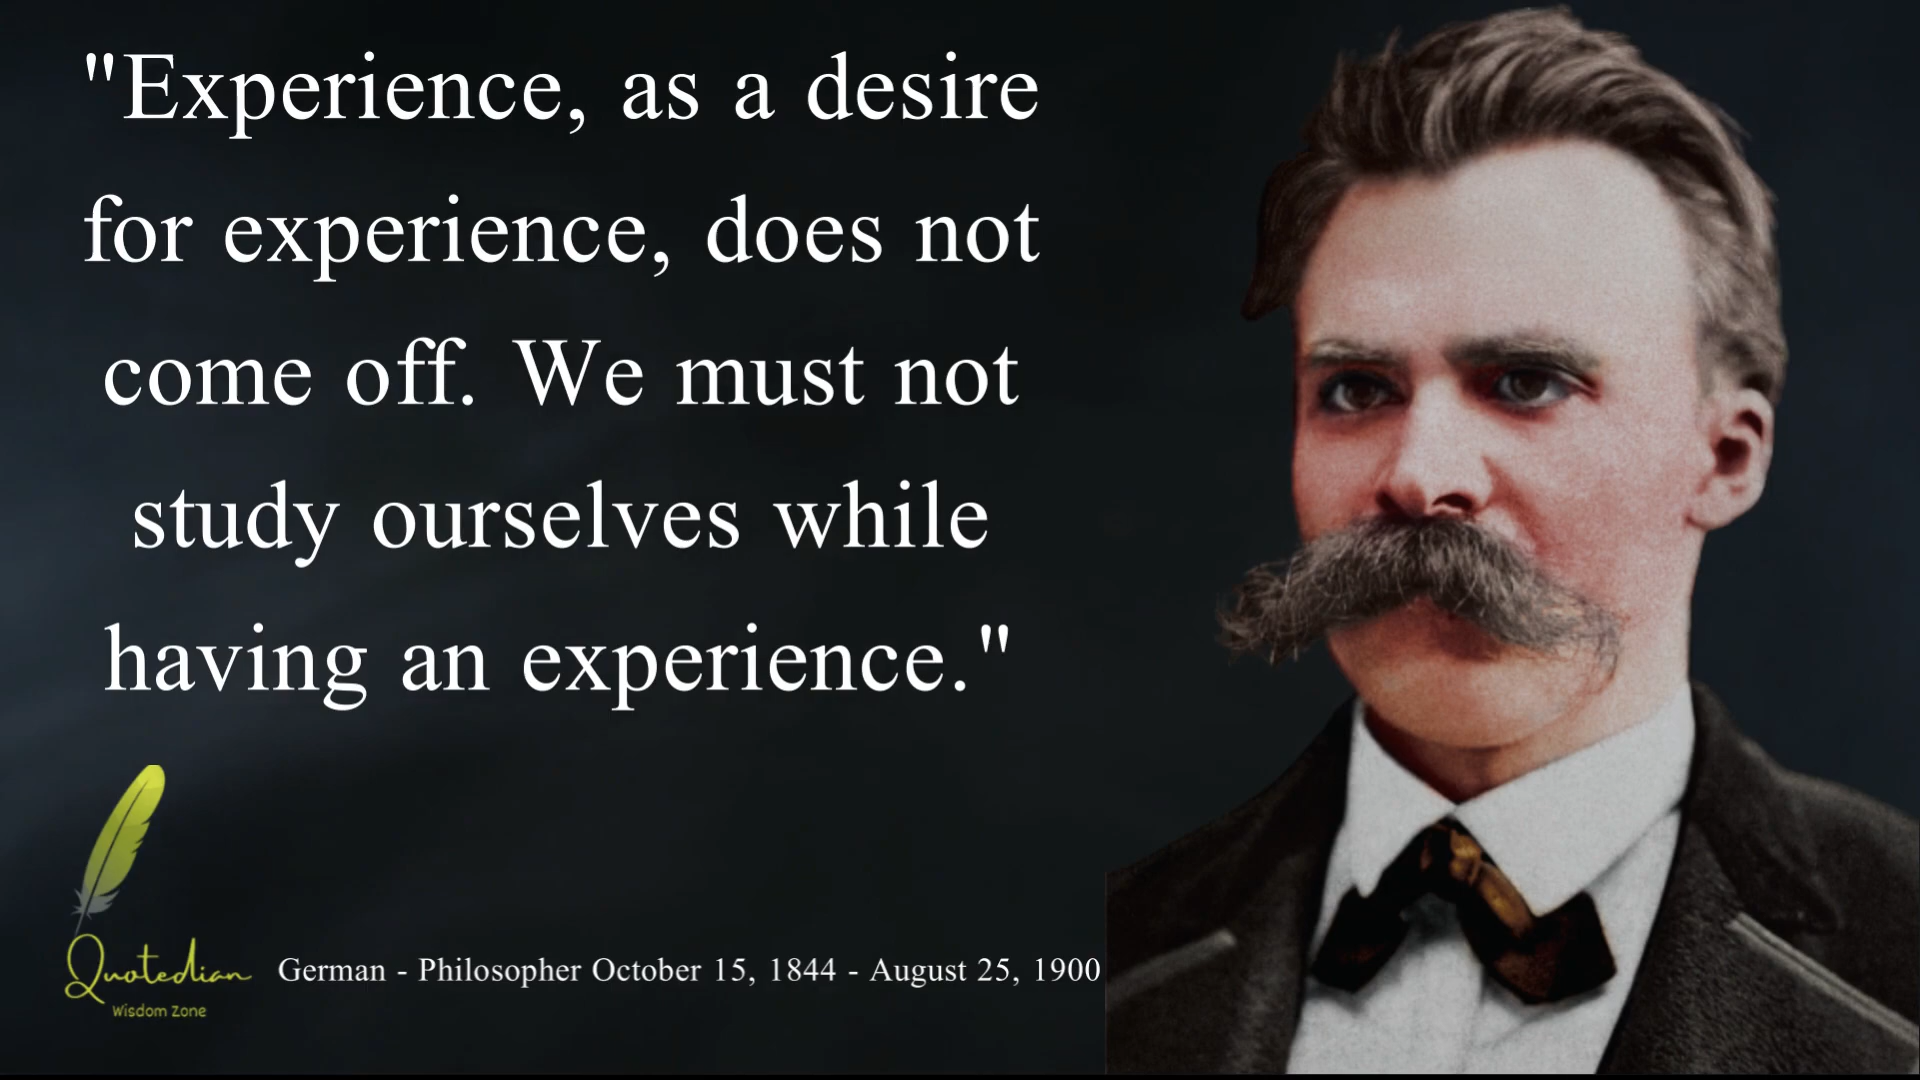 "Experience, as a desire
for experience, does not
come off. We must not
study ourselves while
having an experience."
Quotedian
Wisdom Zone
German - Philosopher October 15, 1844 - August 25, 1900